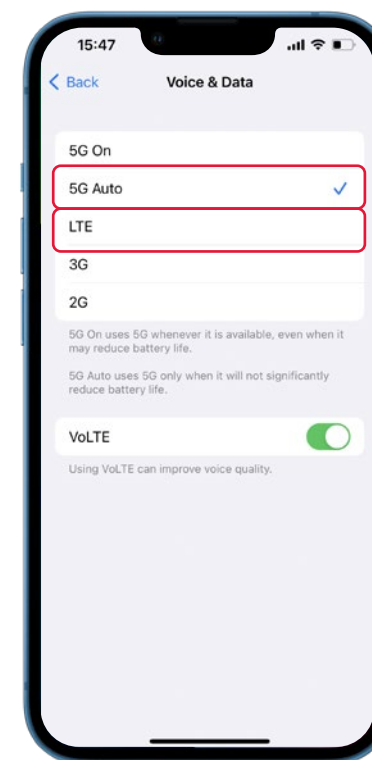 15:47
Back Voice & Data
5G On
5G Auto
LTE
3G
2G
5G On uses 5G whenever it is available, even when it
may reduce battery life.
5G Auto uses 5G only when it will not significantly
reduce battery life.
VoLTE
Using VoLTE can improve voice quality.